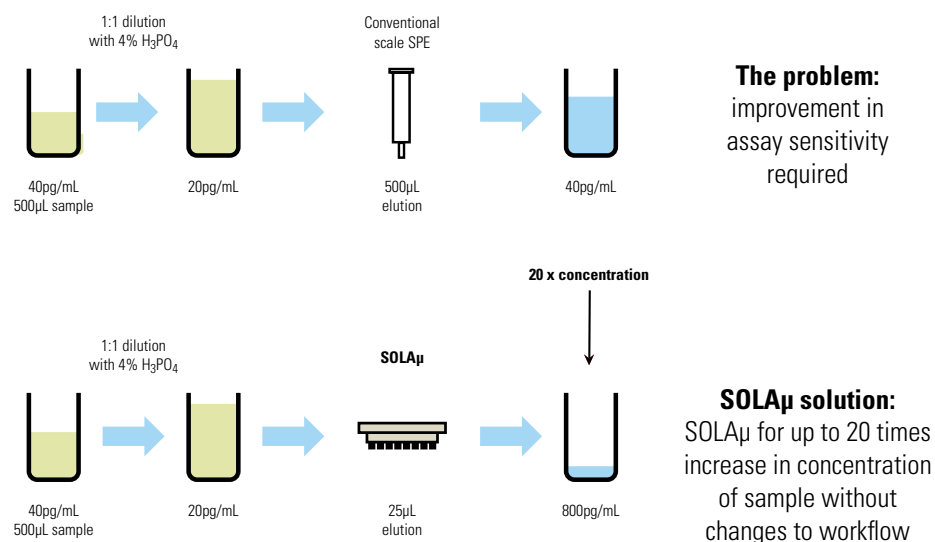 1:1 dilution
with 4% H₃PO₄
Conventional
scale SPE
40pg/mL
500µL sample
20pg/mL
500µL
elution
40pg/mL
The problem:
improvement in
assay sensitivity
required
20 x concentration
1:1 dilution
with 4% H₃PO₄
SOLAµ
40pg/mL
500µL sample
20pg/mL
25µL
elution
800pg/mL
SOLAµ solution:
SOLAµ for up to 20 times
increase in concentration
of sample without
changes to workflow